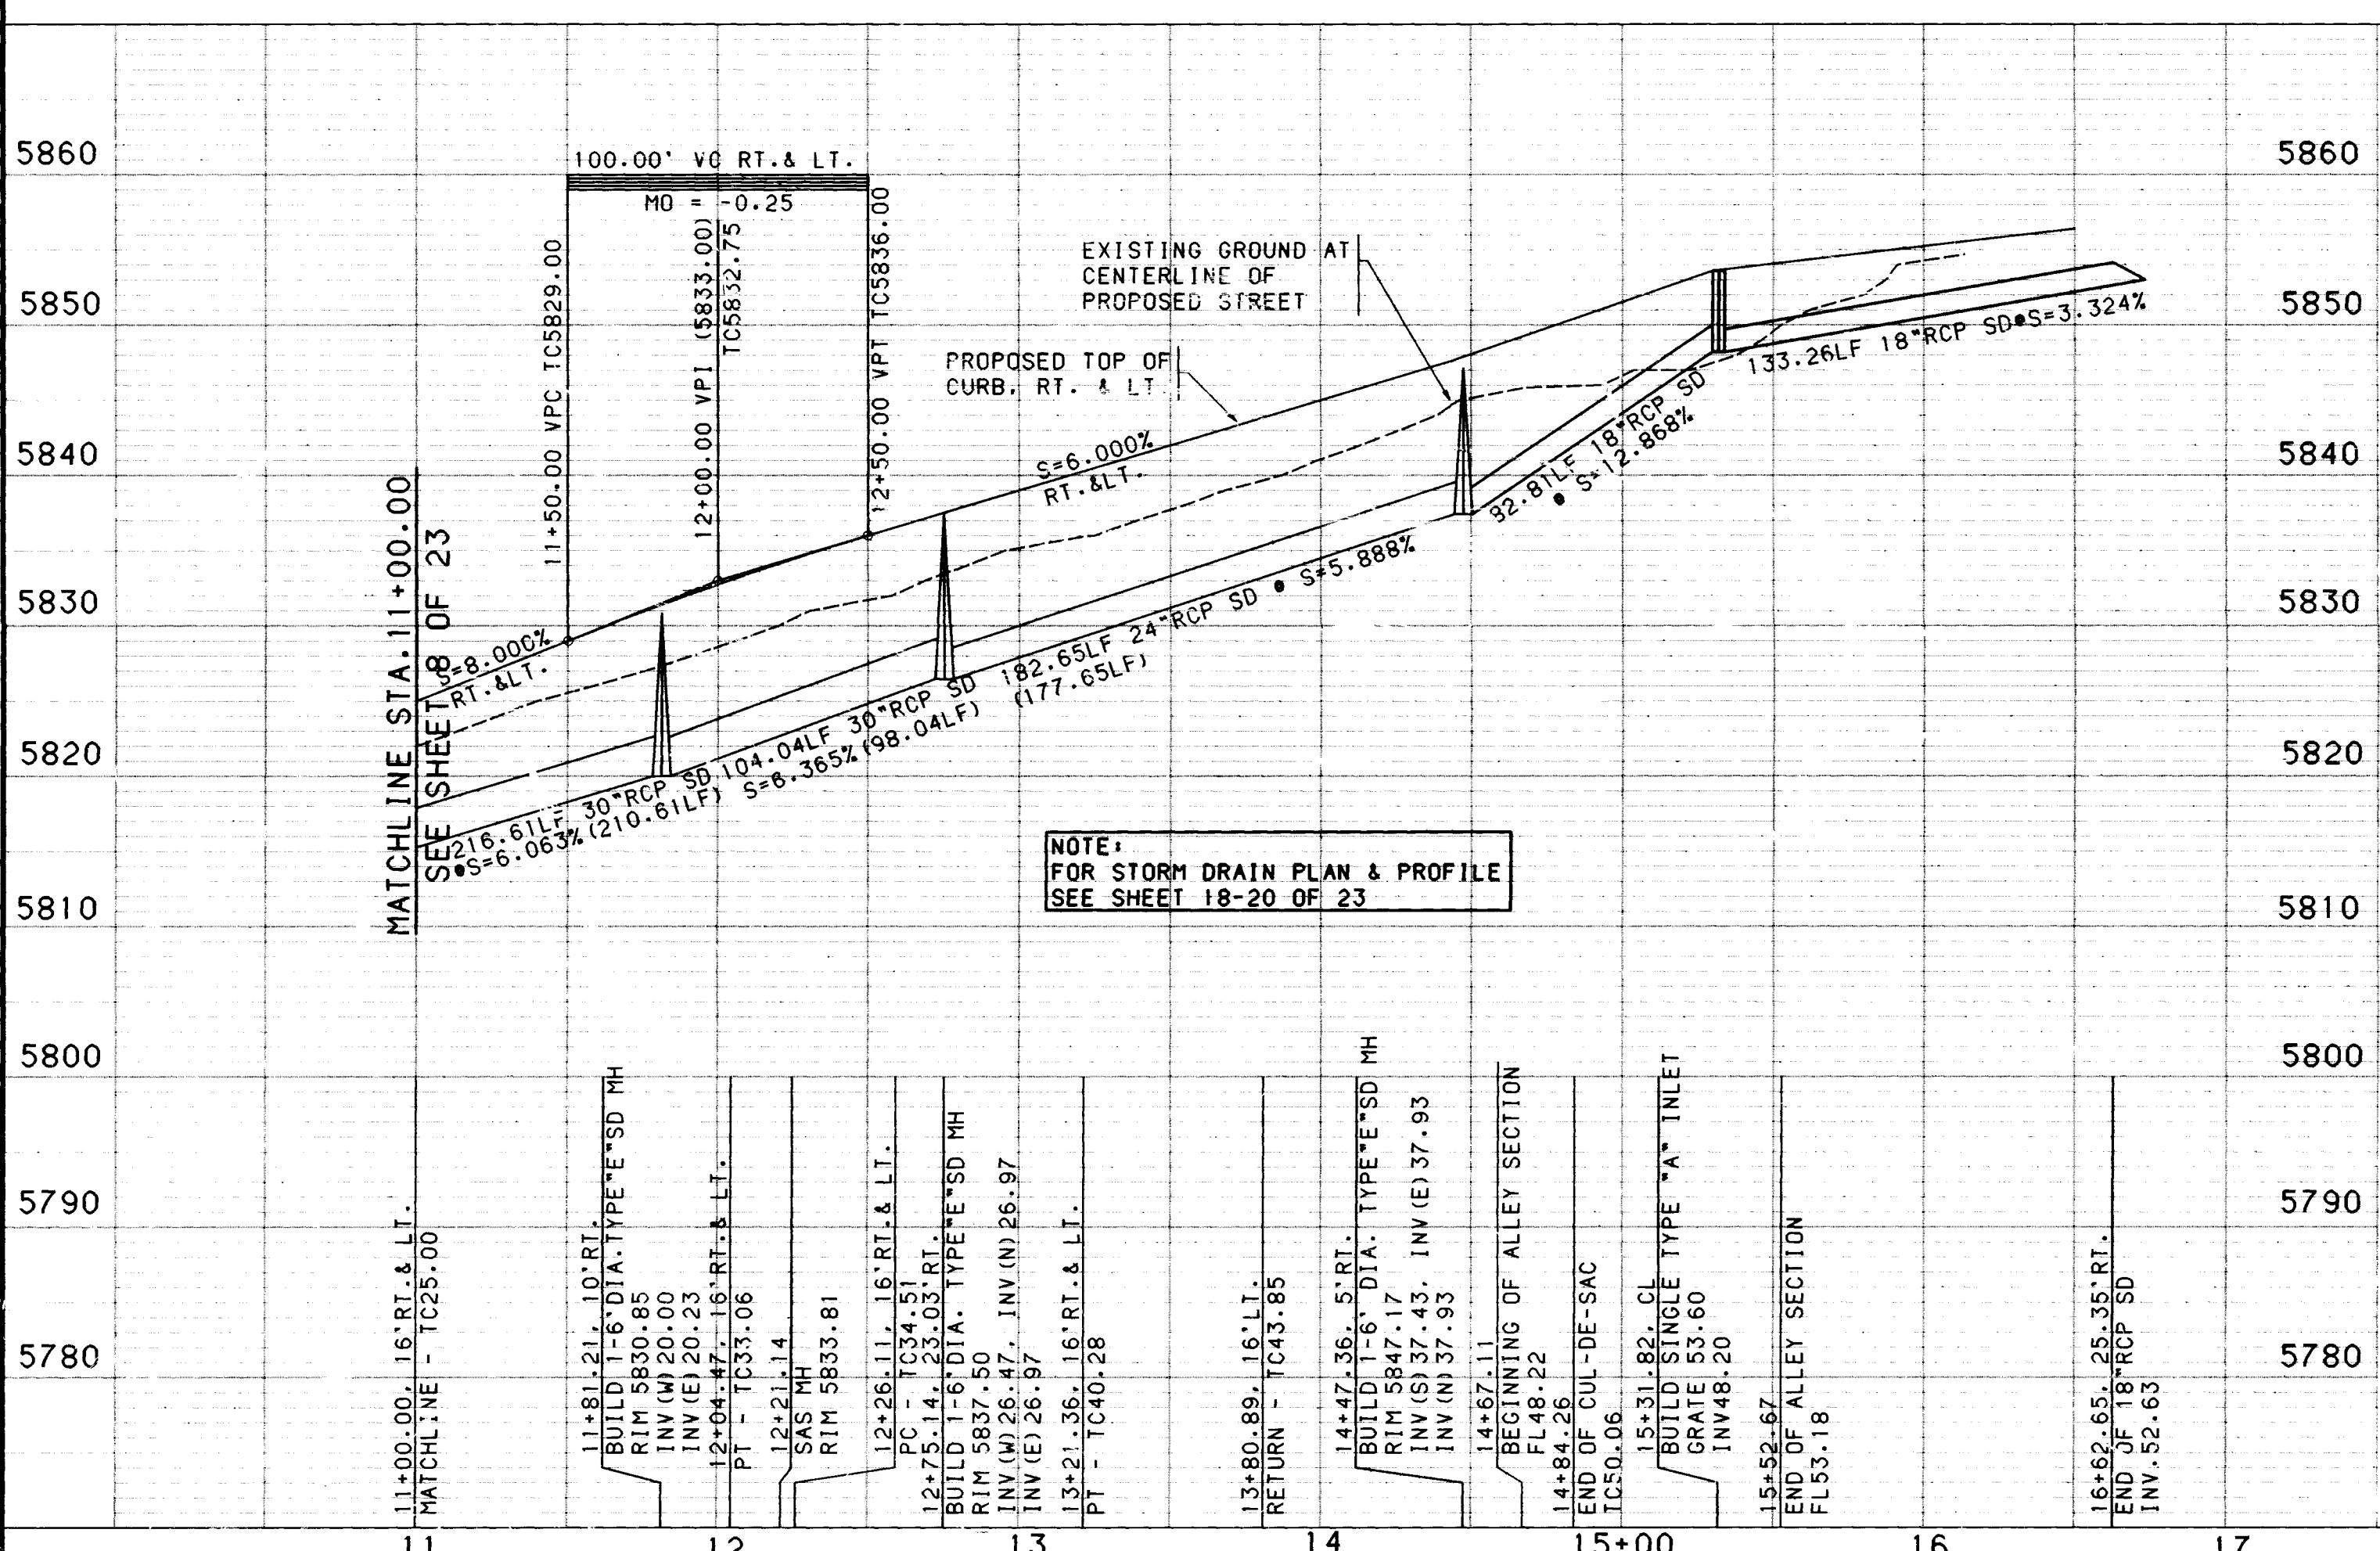 5860
5860
5850
5850
5840
5840
5830
5830
5820
5820
5810
5810
5800
5800
5790
5790
5780
5780
100.00' VC RT.& LT.
MO = -0.25
11+50.00 VPC TC5829.00
12+00.00 VPI (5833.00)
TC5832.75
12+50.00 VPT TC5836.00
EXISTING GROUND AT
CENTERLINE OF
PROPOSED STREET
PROPOSED TOP OF
CURB, RT. & LT.
MATCHLINE STA.11+00.00
SEE SHEET 8 OF 23
S=8.000%
RT.&LT.
S=6.000%
RT.&LT.
216.61LF 30"RCP SD
S=6.063% (210.61LF)
104.04LF 30"RCP SD
S=6.365% (98.04LF)
182.65LF 24"RCP SD S=5.888%
(177.65LF)
82.81LF 18"RCP SD
S=12.868%
133.26LF 18"RCP SD S=3.324%
NOTE:
FOR STORM DRAIN PLAN & PROFILE
SEE SHEET 18-20 OF 23
11+00.00, 16'RT.& LT.
MATCHLINE - TC25.00
11+81.21, 10'RT.
BUILD 1-6'DIA.TYPE"E"SD MH
RIM 5830.85
INV(W)20.00
INV(E)20.23
12+04.47, 16'RT.& LT.
PT - TC33.06
12+21.14
SAS MH
RIM 5833.81
12+26.11, 16'RT.& LT.
PC - TC34.51
12+75.14, 23.03'RT.
BUILD 1-6'DIA. TYPE"E"SD MH
RIM 5837.50
INV(W)26.47, INV(N)26.97
INV(E)26.97
13+21.36, 16'RT.& LT.
PT - TC40.28
13+80.89, 16'LT.
RETURN - TC43.85
14+47.36, 5'RT.
BUILD 1-6' DIA. TYPE"E"SD MH
RIM 5847.17
INV(S)37.43, INV(E)37.93
INV(N)37.93
14+67.11
BEGINNING OF ALLEY SECTION
FL48.22
14+84.26
END OF CUL-DE-SAC
TC50.06
15+31.82, CL
BUILD SINGLE TYPE "A" INLET
GRATE 53.60
INV48.20
15+52.67
END OF ALLEY SECTION
FL53.18
16+62.65, 25.35'RT.
END OF 18"RCP SD
INV.52.63
11
12
13
14
15+00
16
17